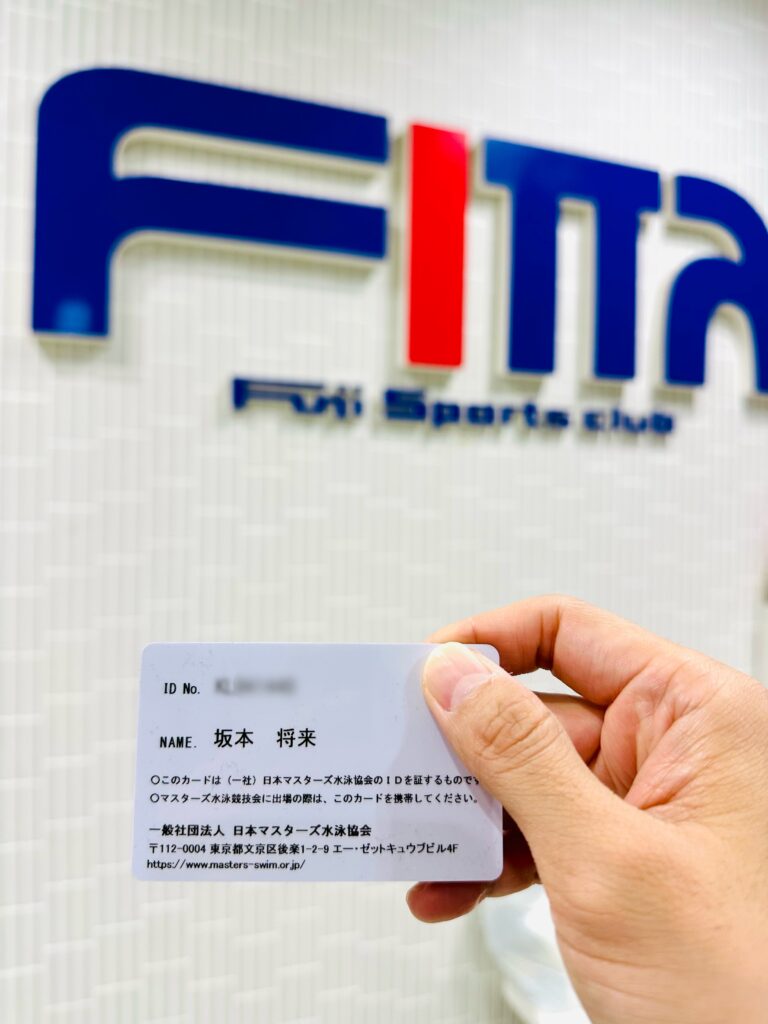 FITTA
Fuji Sports club
ID No.
NAME. 坂本 将来
○このカードは（一社）日本マスターズ水泳協会のＩＤを証するものです
○マスターズ水泳競技会に出場の際は、このカードを携帯してください。
一般社団法人 日本マスターズ水泳協会
〒112-0004 東京都文京区後楽1-2-9 エー・ゼットキュウブビル4F
https://www.masters-swim.or.jp/